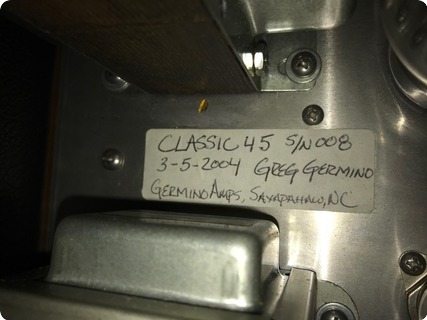 CLASSIC 45 S/N 008
3-5-2004 GREG GERMINO
GERMINO AMPS, SAXAPAHAW, NC